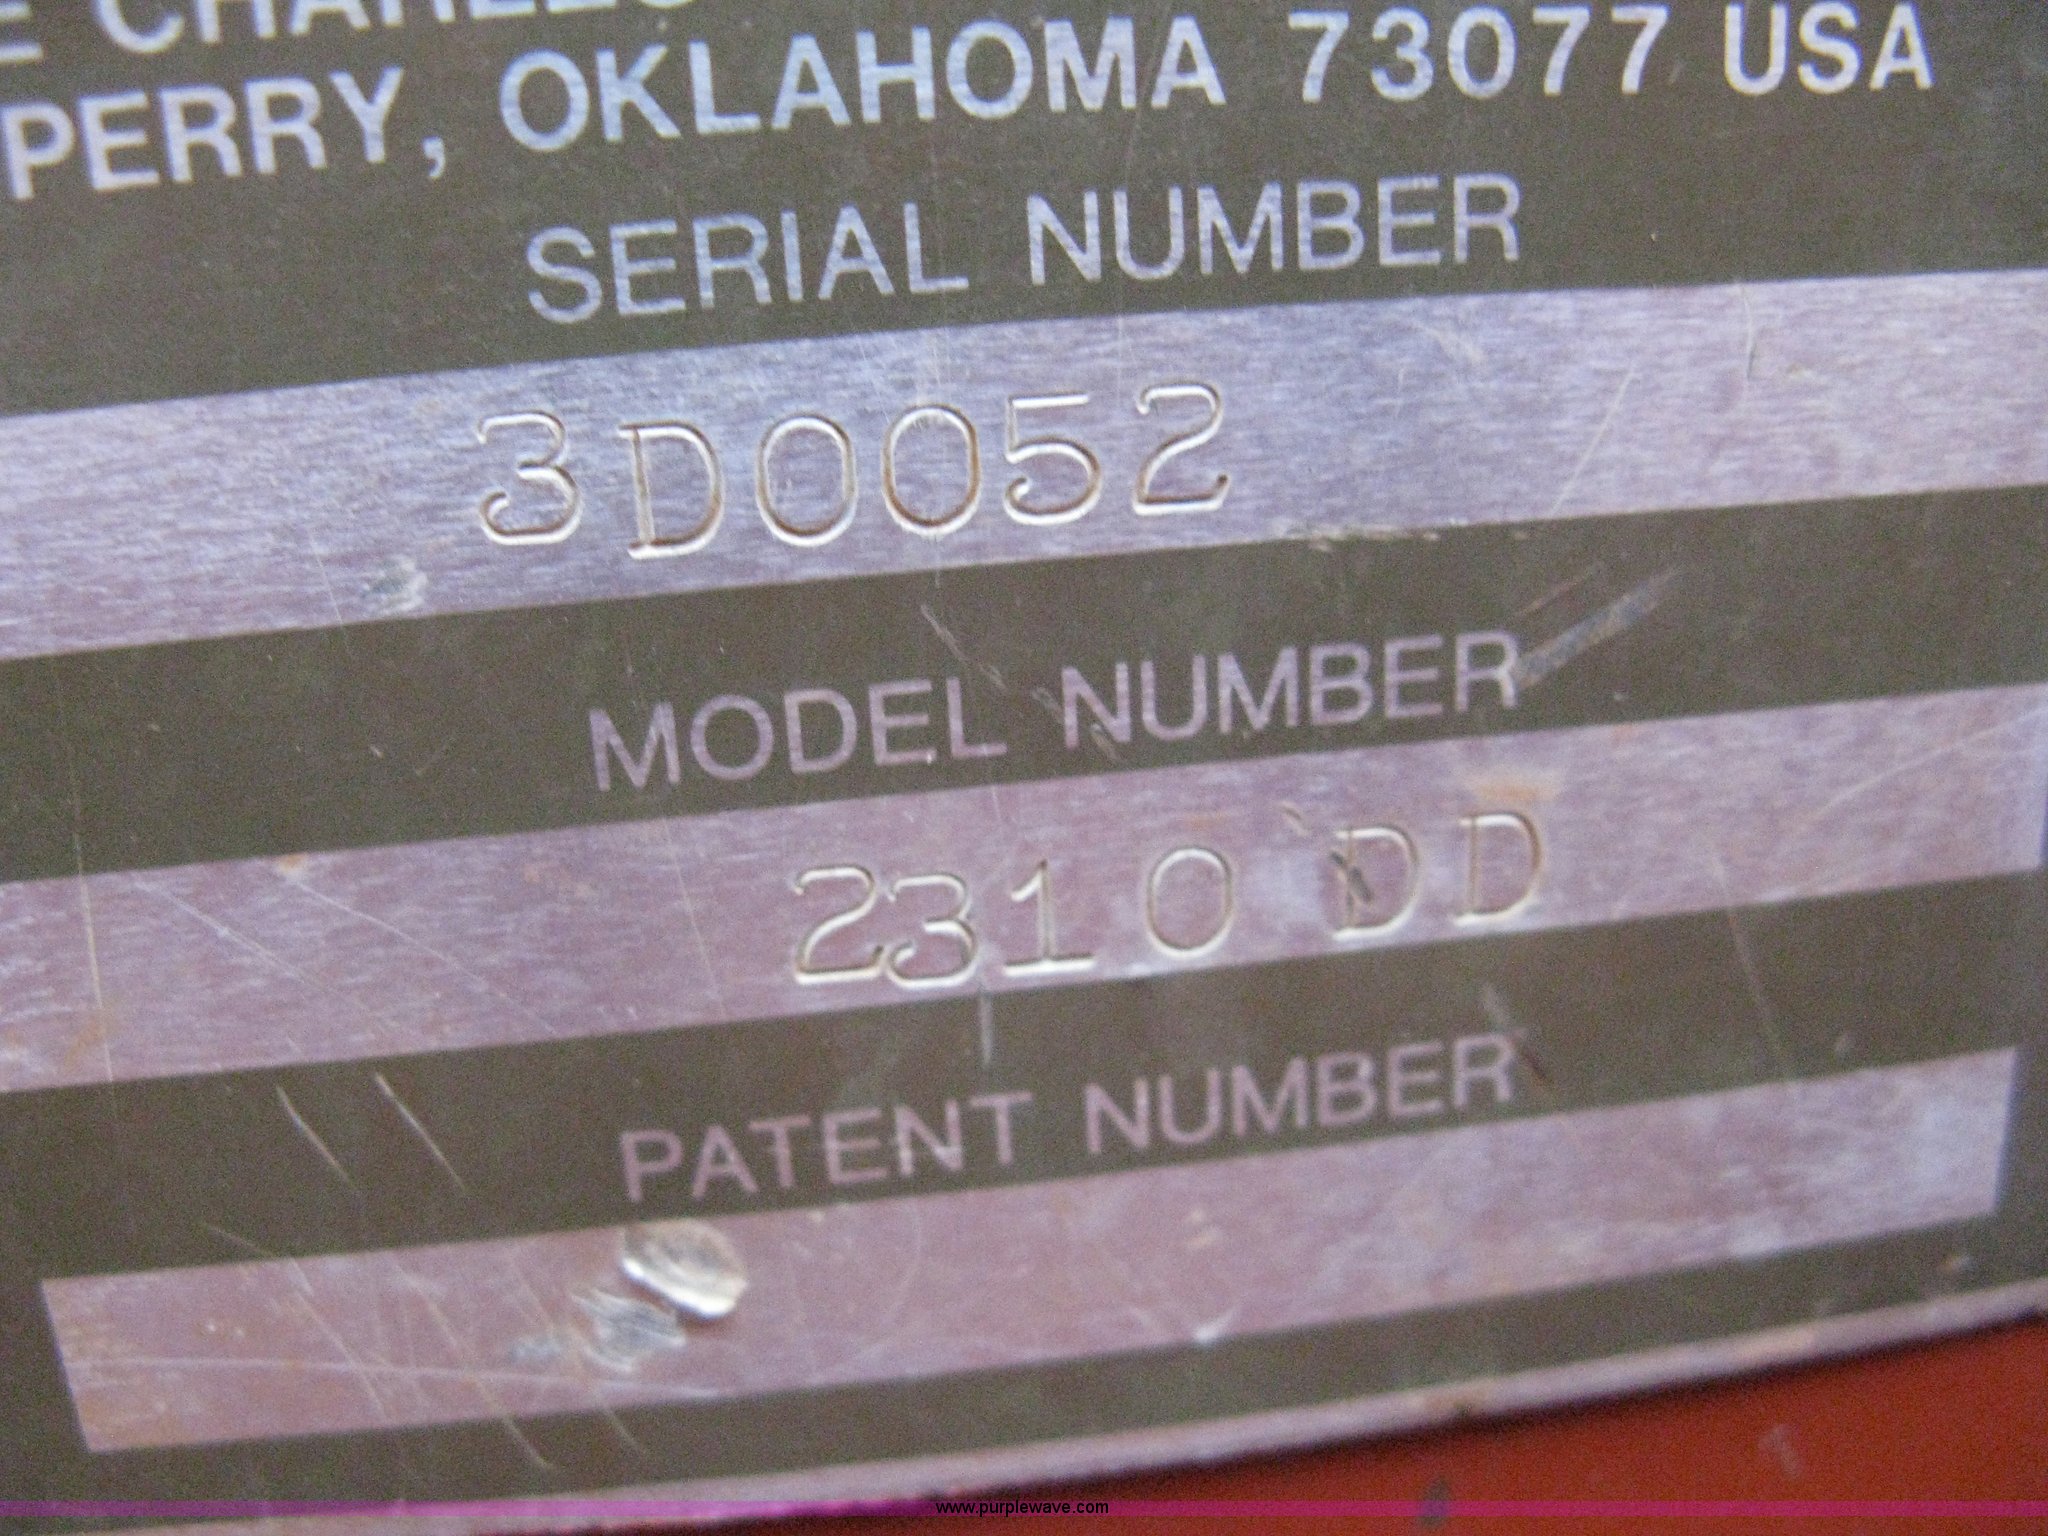 PERRY, OKLAHOMA 73077 USA
SERIAL NUMBER
3D0052
MODEL NUMBER
2310 DD
PATENT NUMBER
www.purplewave.com